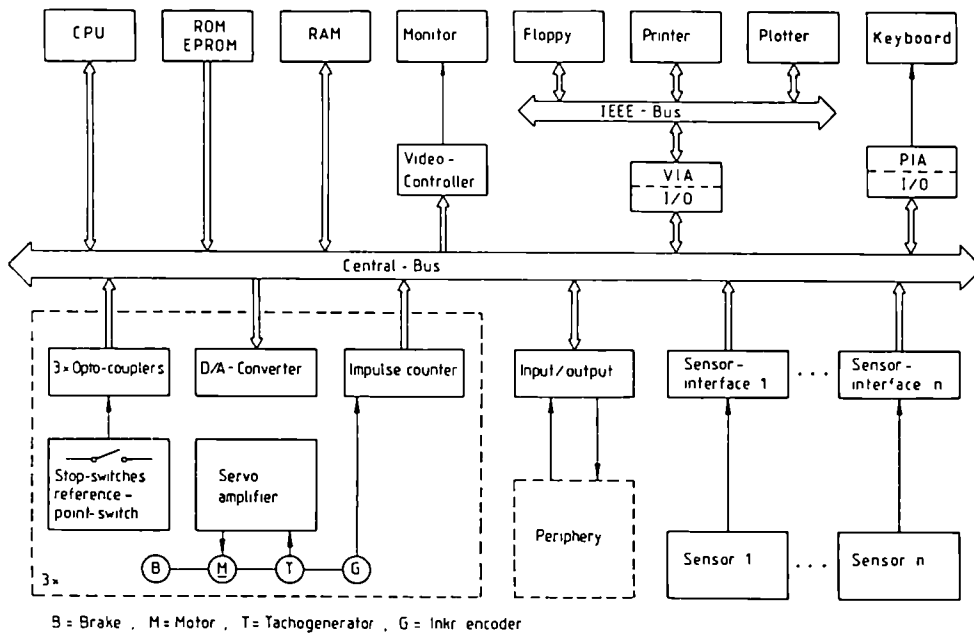 CPU
ROM
EPROM
RAM
Monitor
Floppy
Printer
Plotter
Keyboard
IEEE - Bus
Video -
Controller
VIA
I/O
PIA
I/O
Central - Bus
3× Opto-couplers
D/A-Converter
Impulse counter
Input/output
Sensor -
interface 1
. . .
Sensor -
interface n
Stop-switches
reference -
point-switch
Servo
amplifier
Periphery
Sensor 1
. . .
Sensor n
B
M
T
G
3×
B = Brake , M = Motor , T = Tachogenerator , G = Inkr encoder